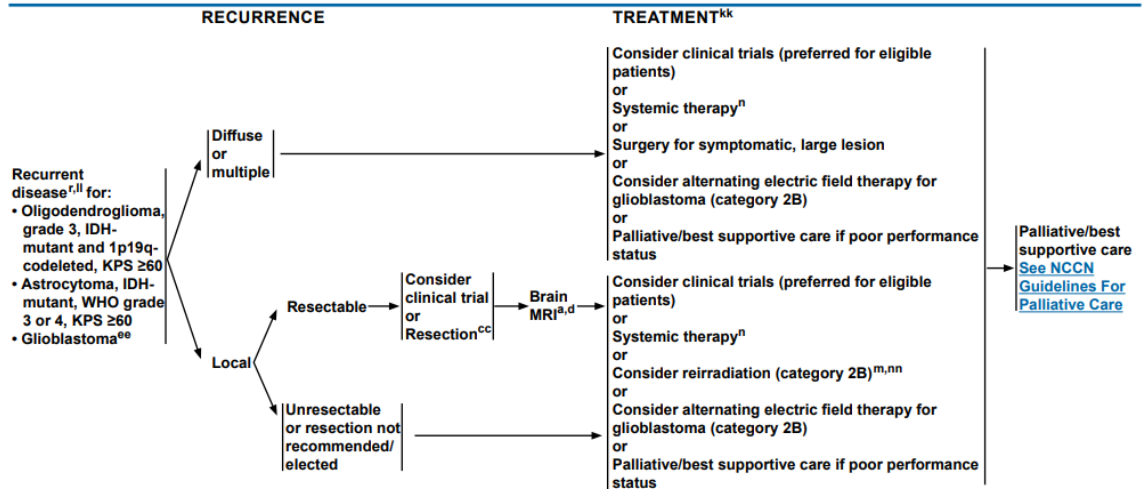 RECURRENCE
TREATMENTkk
Recurrent
disease r,ll for:
• Oligodendroglioma,
grade 3, IDH-
mutant and 1p19q-
codeleted, KPS ≥60
• Astrocytoma, IDH-
mutant, WHO grade
3 or 4, KPS ≥60
• Glioblastoma ee
Diffuse
or
multiple
Consider clinical trials (preferred for eligible
patients)
or
Systemic therapy n
or
Surgery for symptomatic, large lesion
or
Consider alternating electric field therapy for
glioblastoma (category 2B)
or
Palliative/best supportive care if poor performance
status
Local
Resectable
Consider
clinical trial
or
Resection cc
Brain
MRI a,d
Unresectable
or resection not
recommended/
elected
Consider clinical trials (preferred for eligible
patients)
or
Systemic therapy n
or
Consider reirradiation (category 2B) m,nn
or
Consider alternating electric field therapy for
glioblastoma (category 2B)
or
Palliative/best supportive care if poor performance
status
Palliative/best
supportive care
See NCCN
Guidelines For
Palliative Care